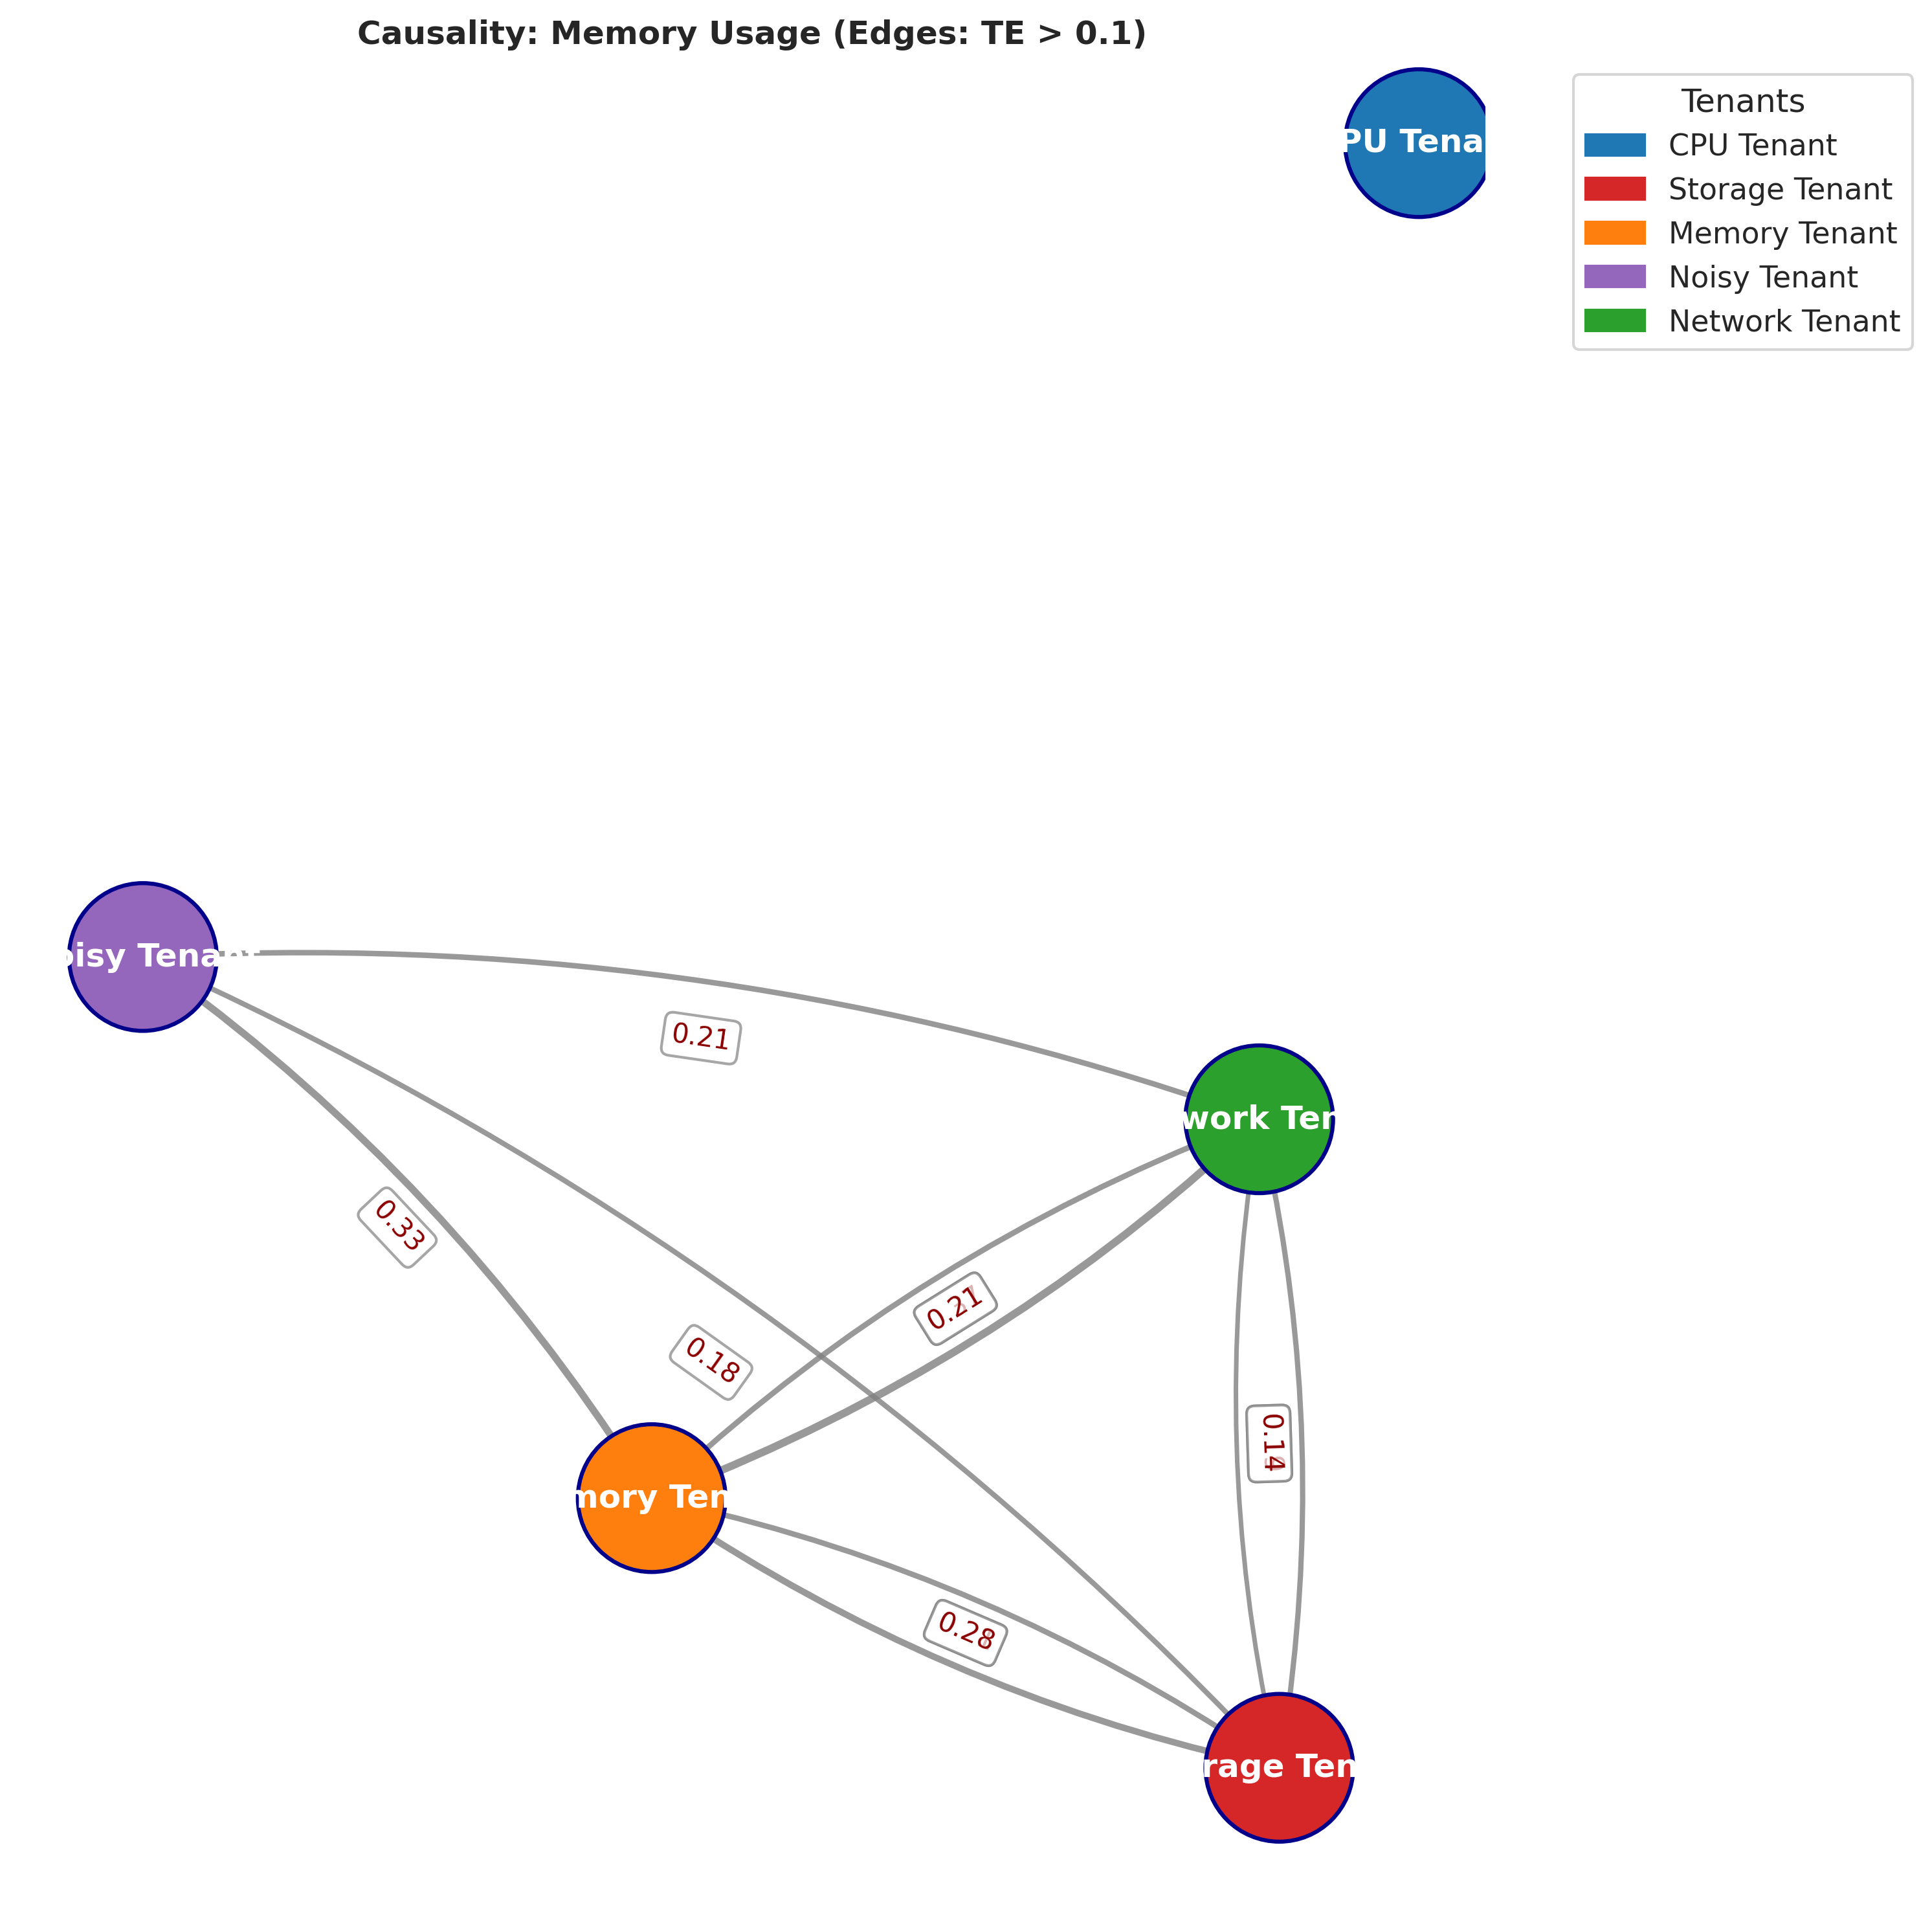 Causality: Memory Usage (Edges: TE > 0.1)
PU Tena
Tenants
CPU Tenant
Storage Tenant
Memory Tenant
Noisy Tenant
Network Tenant
oisy Tenant
0.21
work Ten
0.33
0.21
0.18
0.14
mory Ten
0.28
rage Ten